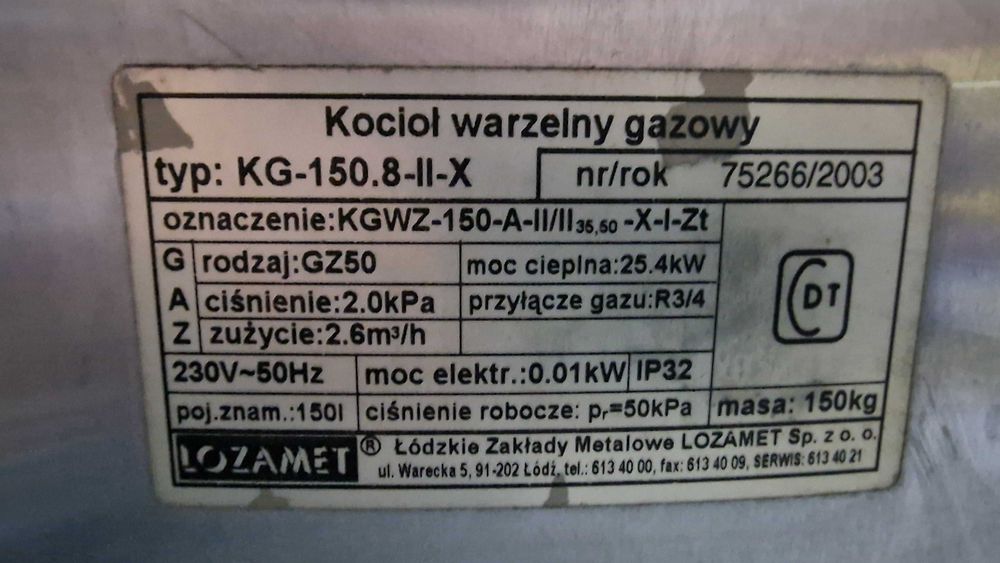 Kocioł warzelny gazowy
typ: KG-150.8-II-X nr/rok 75266/2003
oznaczenie:KGWZ-150-A-II/II35,50-X-I-Zt
GAZ
rodzaj:GZ50 moc cieplna:25.4kW
ciśnienie:2.0kPa przyłącze gazu:R3/4
zużycie:2.6m³/h
CDT
230V~50Hz moc elektr.:0.01kW IP32
poj.znam.:150l ciśnienie robocze: pr=50kPa masa: 150kg
LOZAMET ® Łódzkie Zakłady Metalowe LOZAMET Sp. z o. o.
ul. Warecka 5, 91-202 Łódź, tel.: 613 40 00, fax: 613 40 09, SERWIS: 613 40 21